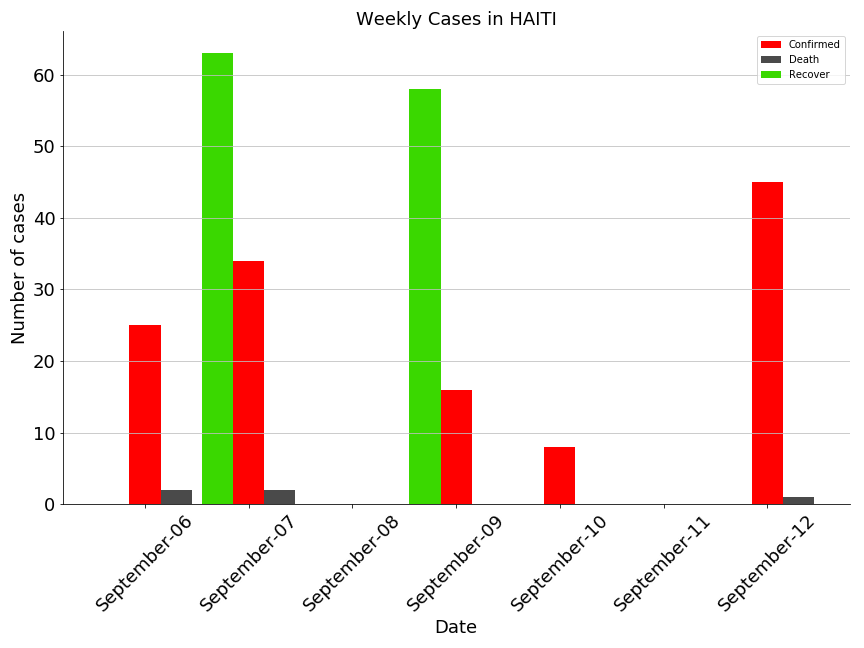 Weekly Cases in HAITI
Confirmed
Death
Recover
Number of cases
60
50
40
30
20
10
0
September-06
September-07
September-08
September-09
September-10
September-11
September-12
Date